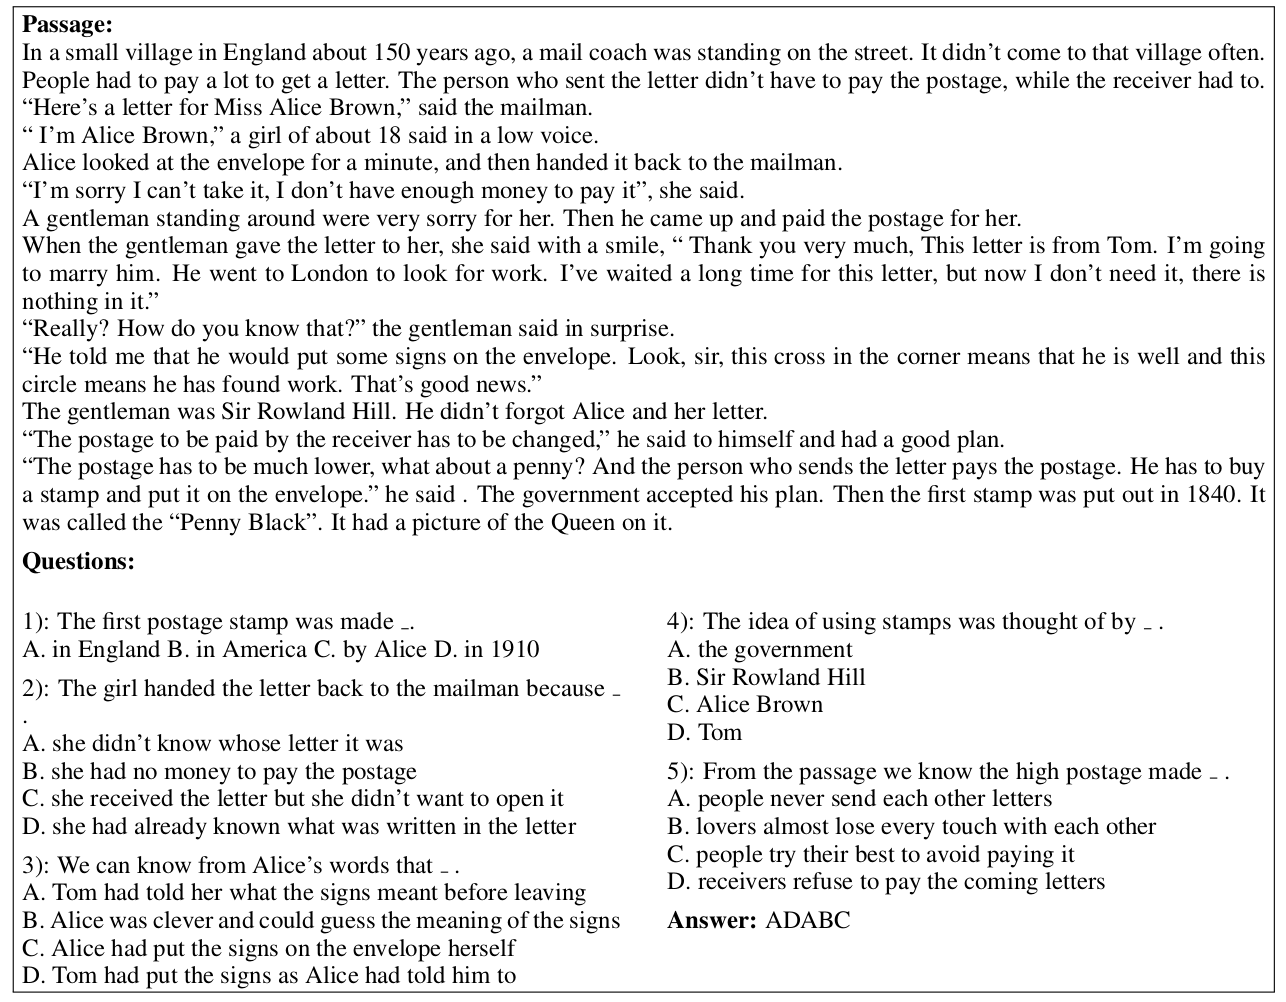 Passage:
In a small village in England about 150 years ago, a mail coach was standing on the street. It didn’t come to that village often.
People had to pay a lot to get a letter. The person who sent the letter didn’t have to pay the postage, while the receiver had to.
“Here’s a letter for Miss Alice Brown,” said the mailman.
“ I’m Alice Brown,” a girl of about 18 said in a low voice.
Alice looked at the envelope for a minute, and then handed it back to the mailman.
“I’m sorry I can’t take it, I don’t have enough money to pay it”, she said.
A gentleman standing around were very sorry for her. Then he came up and paid the postage for her.
When the gentleman gave the letter to her, she said with a smile, “ Thank you very much, This letter is from Tom. I’m going
to marry him. He went to London to look for work. I’ve waited a long time for this letter, but now I don’t need it, there is
nothing in it.”
“Really? How do you know that?” the gentleman said in surprise.
“He told me that he would put some signs on the envelope. Look, sir, this cross in the corner means that he is well and this
circle means he has found work. That’s good news.”
The gentleman was Sir Rowland Hill. He didn’t forgot Alice and her letter.
“The postage to be paid by the receiver has to be changed,” he said to himself and had a good plan.
“The postage has to be much lower, what about a penny? And the person who sends the letter pays the postage. He has to buy
a stamp and put it on the envelope.” he said . The government accepted his plan. Then the first stamp was put out in 1840. It
was called the “Penny Black”. It had a picture of the Queen on it.
Questions:
1): The first postage stamp was made _.
A. in England B. in America C. by Alice D. in 1910
2): The girl handed the letter back to the mailman because _
.
A. she didn’t know whose letter it was
B. she had no money to pay the postage
C. she received the letter but she didn’t want to open it
D. she had already known what was written in the letter
3): We can know from Alice’s words that _ .
A. Tom had told her what the signs meant before leaving
B. Alice was clever and could guess the meaning of the signs
C. Alice had put the signs on the envelope herself
D. Tom had put the signs as Alice had told him to
4): The idea of using stamps was thought of by _ .
A. the government
B. Sir Rowland Hill
C. Alice Brown
D. Tom
5): From the passage we know the high postage made _ .
A. people never send each other letters
B. lovers almost lose every touch with each other
C. people try their best to avoid paying it
D. receivers refuse to pay the coming letters
Answer: ADABC